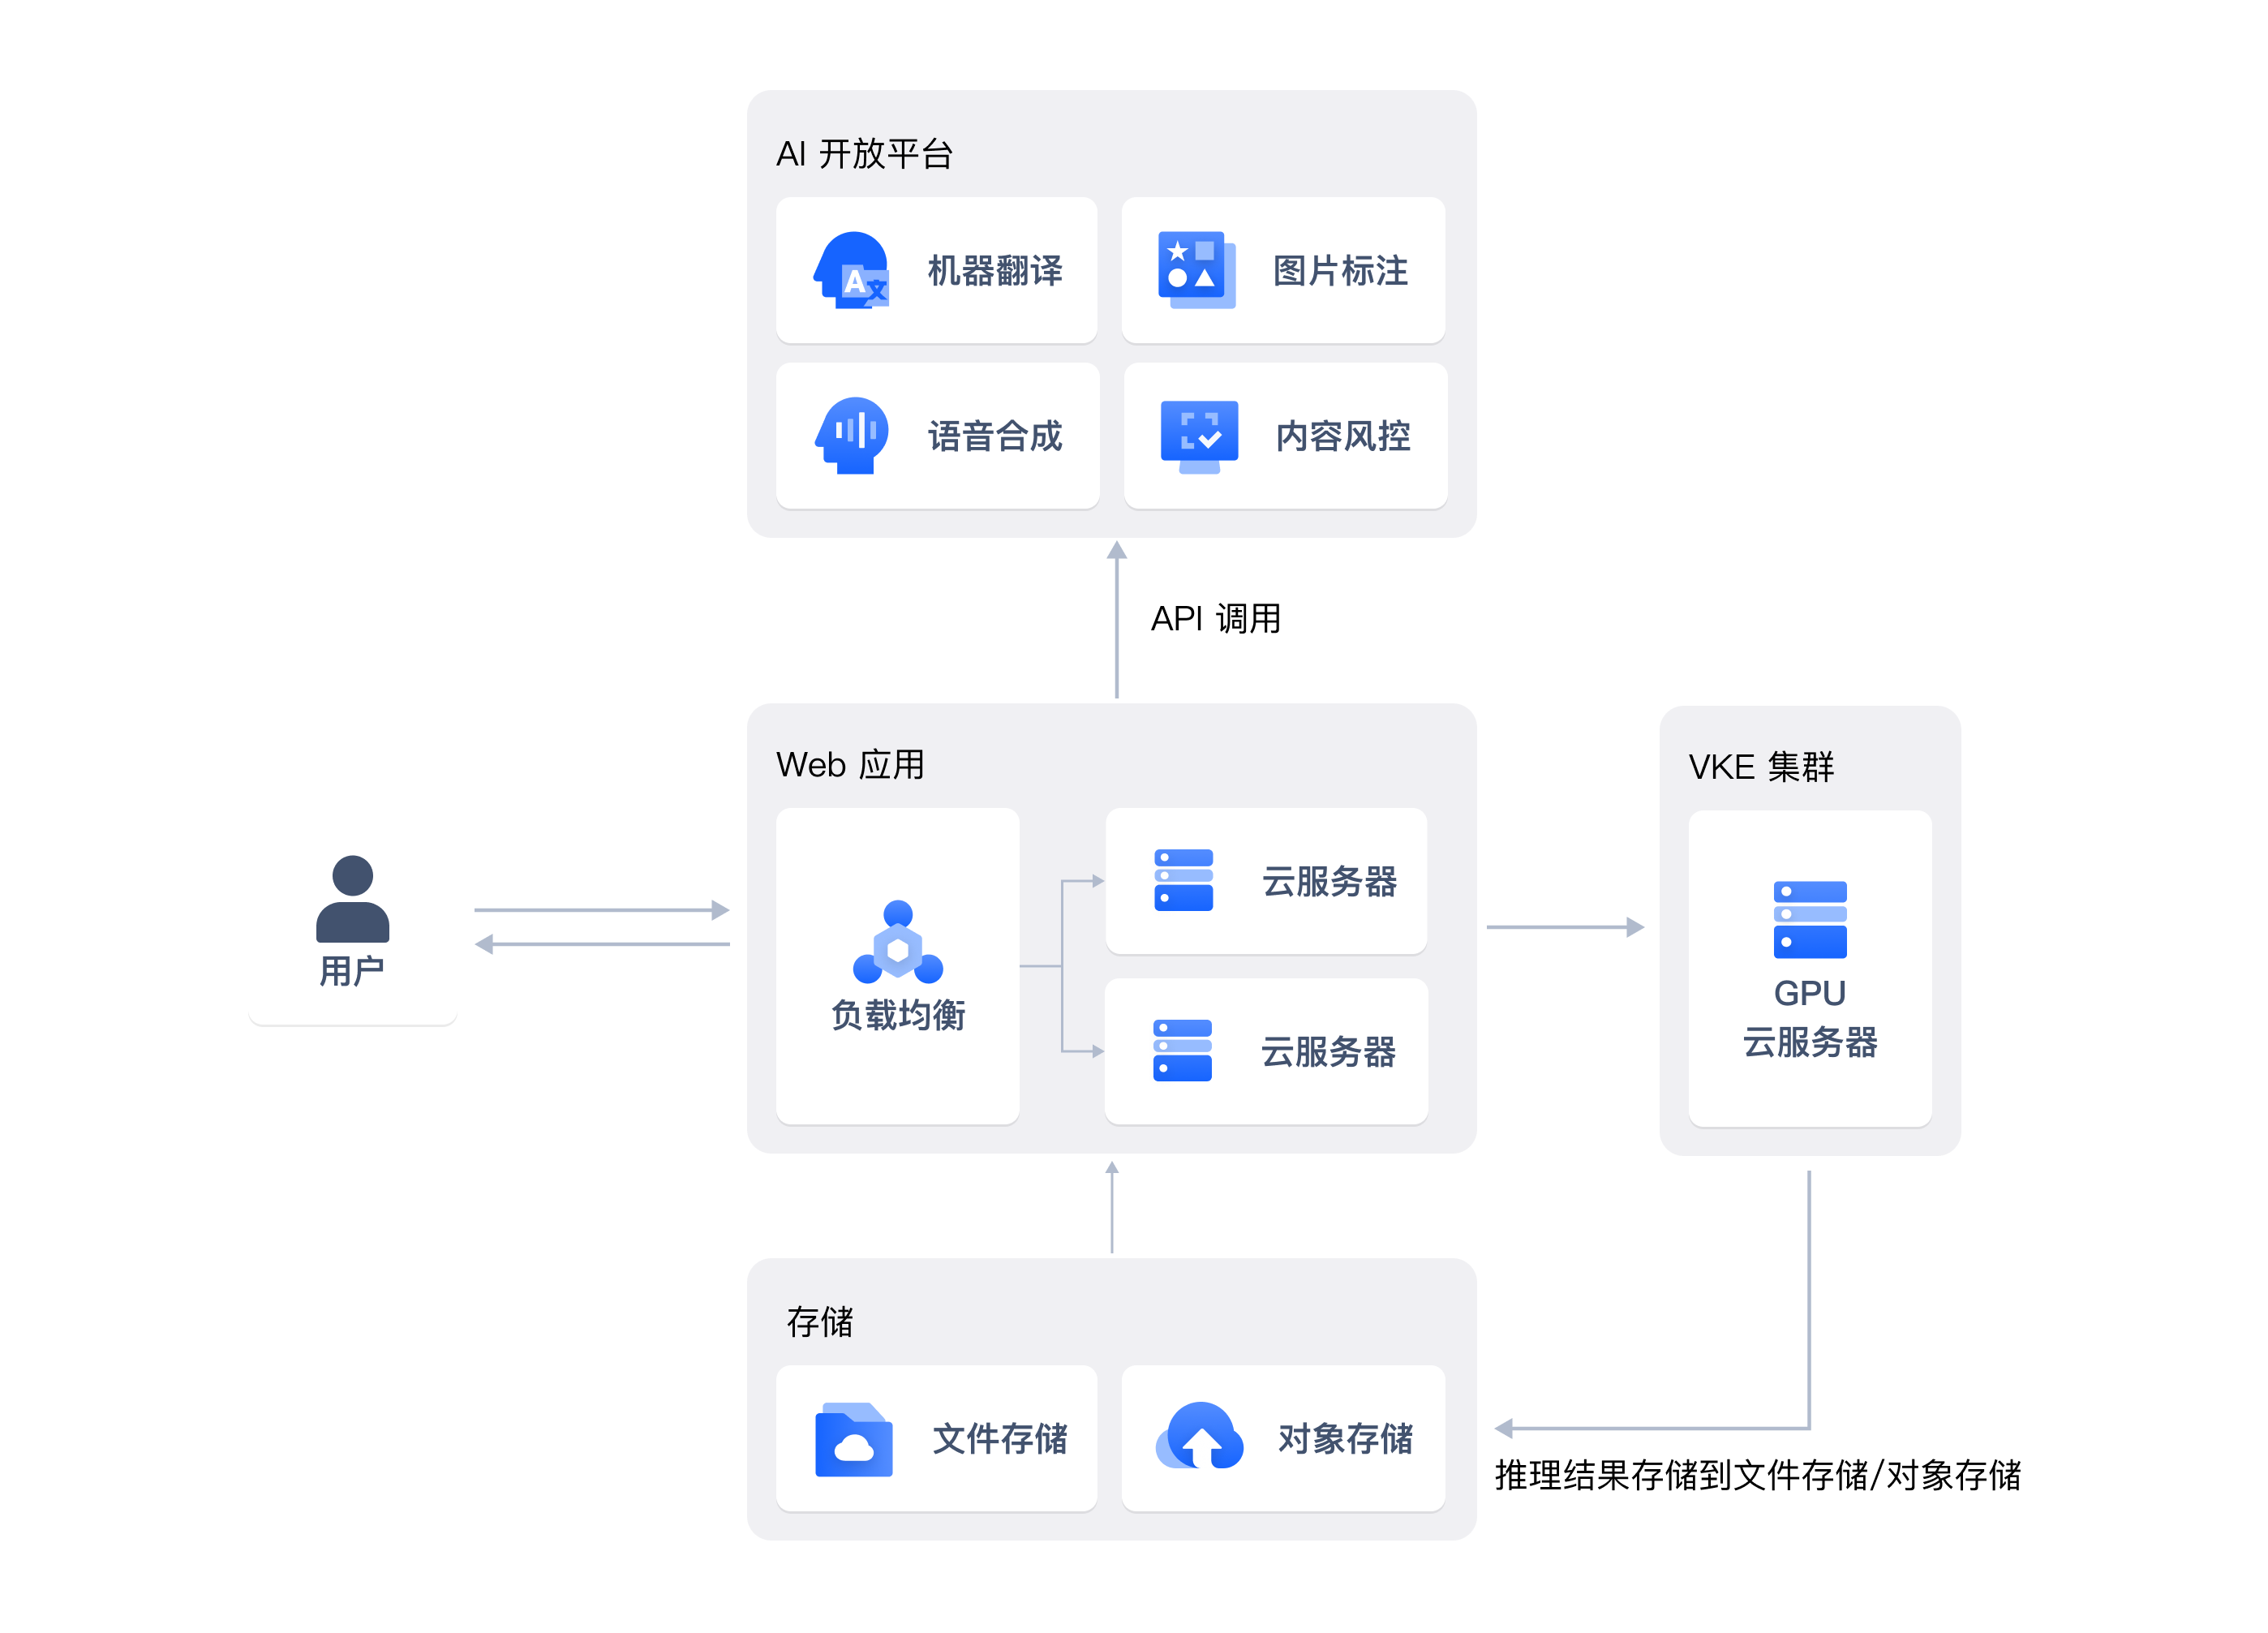 AI 开放平台
机器翻译
图片标注
语音合成
内容风控
API 调用
Web 应用
VKE 集群
用户
负载均衡
云服务器
云服务器
GPU
云服务器
存储
文件存储
对象存储
推理结果存储到文件存储/对象存储